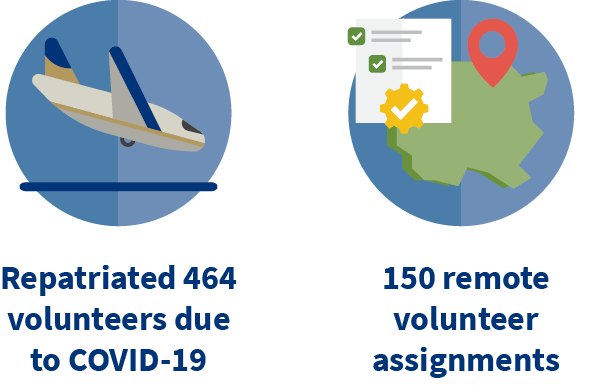 Repatriated 464
volunteers due
to COVID-19
150 remote
volunteer
assignments